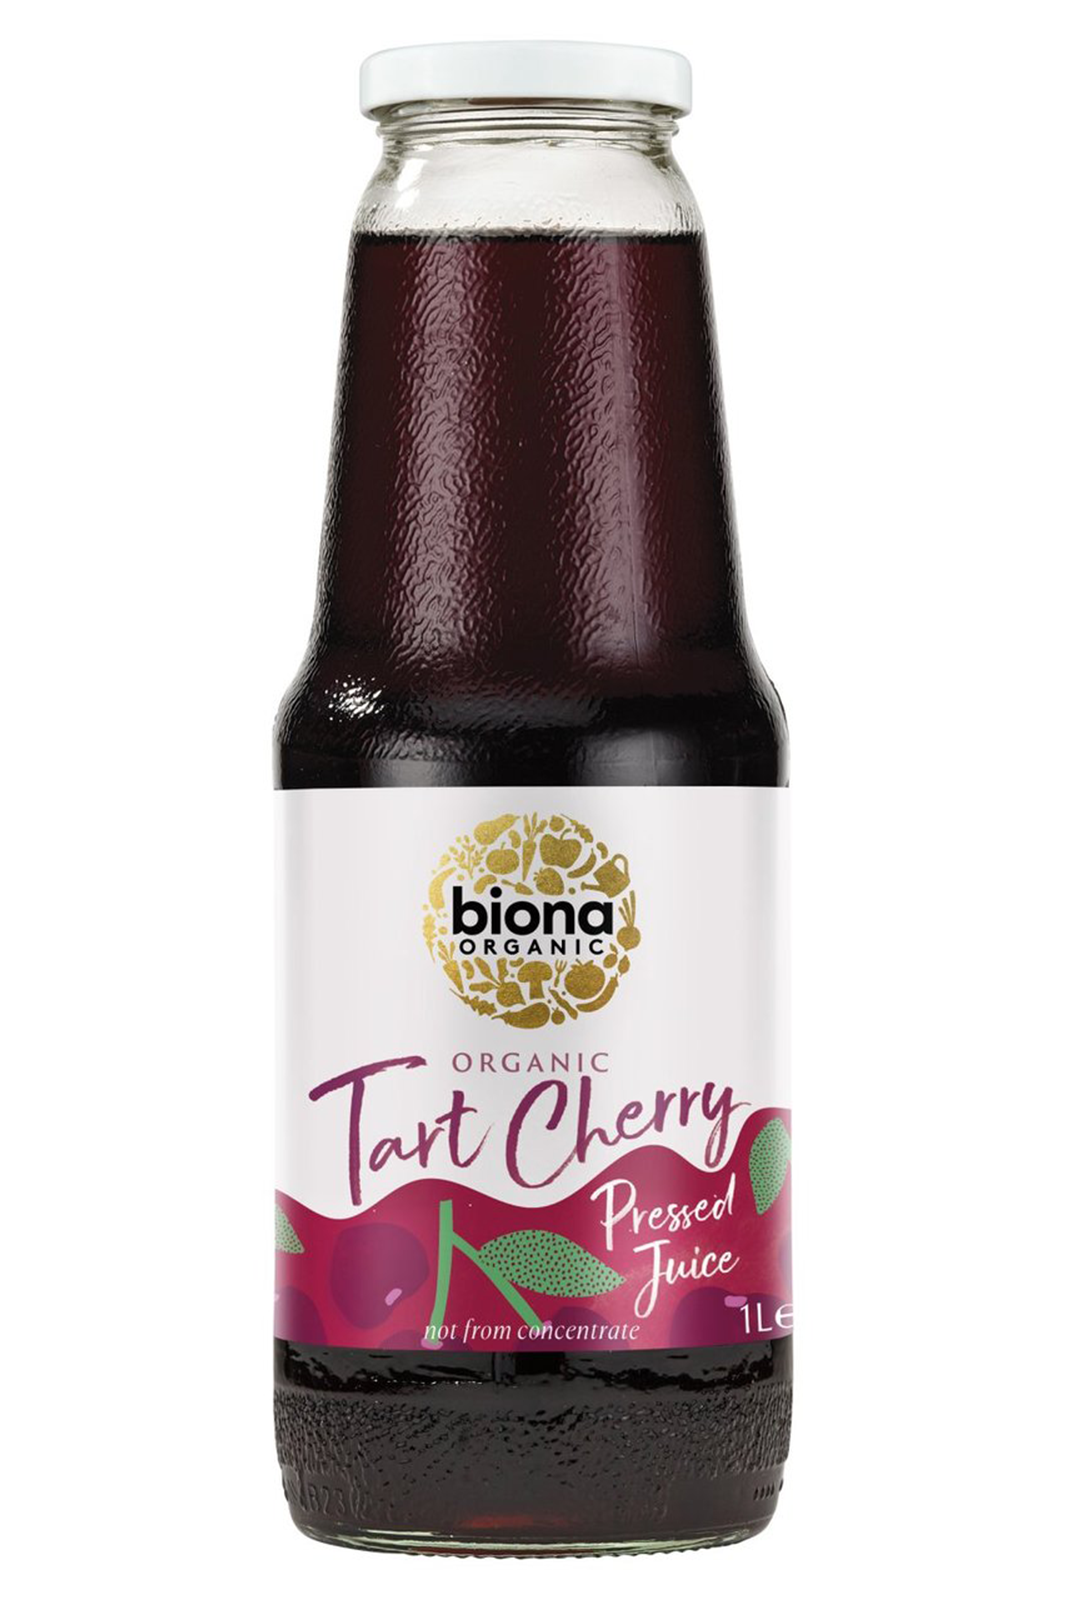 biona
ORGANIC
ORGANIC
Tart Cherry
Pressed
Juice
1Le
not from concentrate